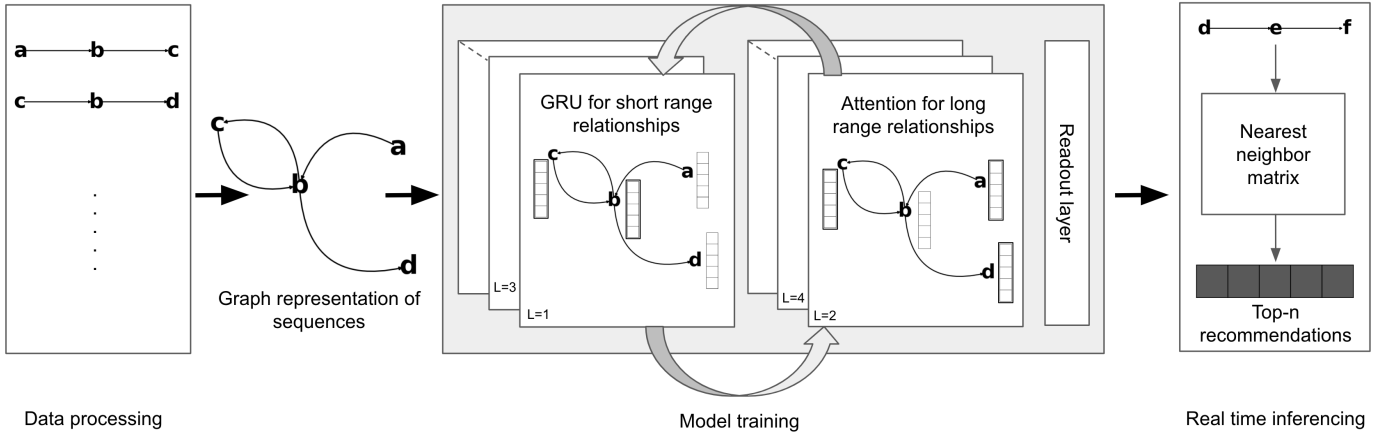 a b c
c b d
c
a
b
d
Graph representation of
sequences
GRU for short range
relationships
c
a
b
d
L=3
L=1
Attention for long
range relationships
c
a
b
d
L=4
L=2
Readout layer
d e f
Nearest
neighbor
matrix
Top-n
recommendations
Data processing
Model training
Real time inferencing